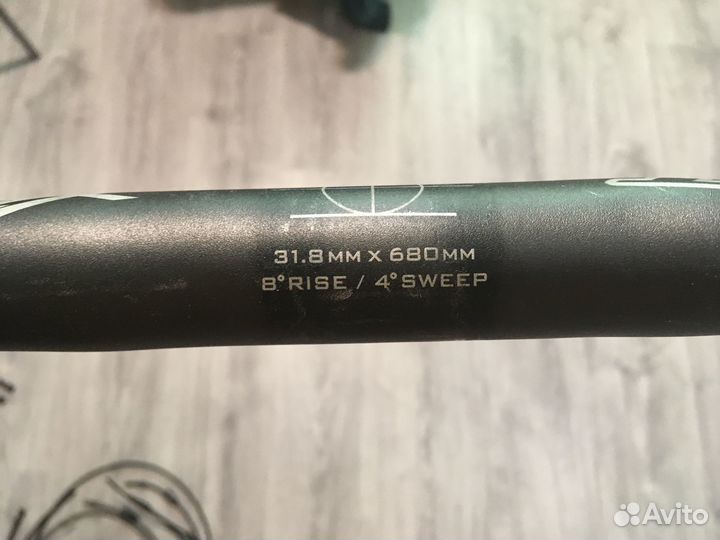 31.8MM X 680MM
8°RISE / 4°SWEEP
Avito